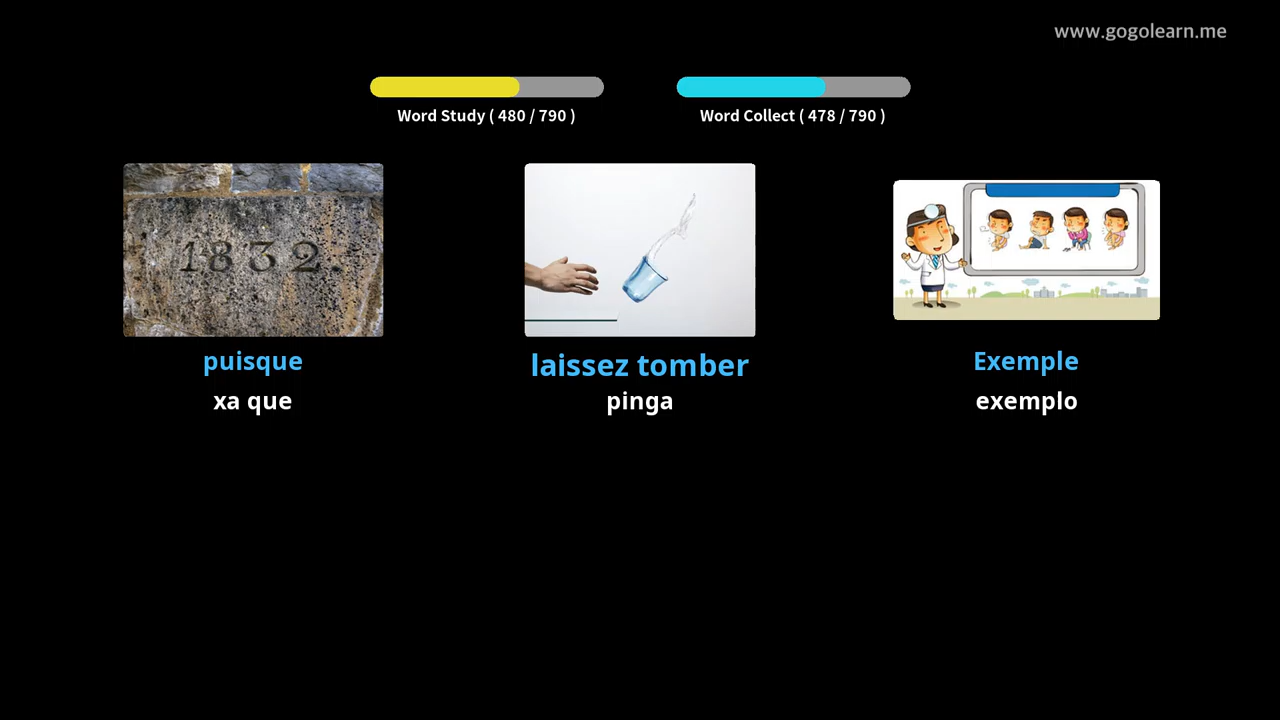 www.gogolearn.me
Word Study ( 480 / 790 )
Word Collect ( 478 / 790 )
1832.
puisque
xa que
laissez tomber
pinga
Exemple
exemplo